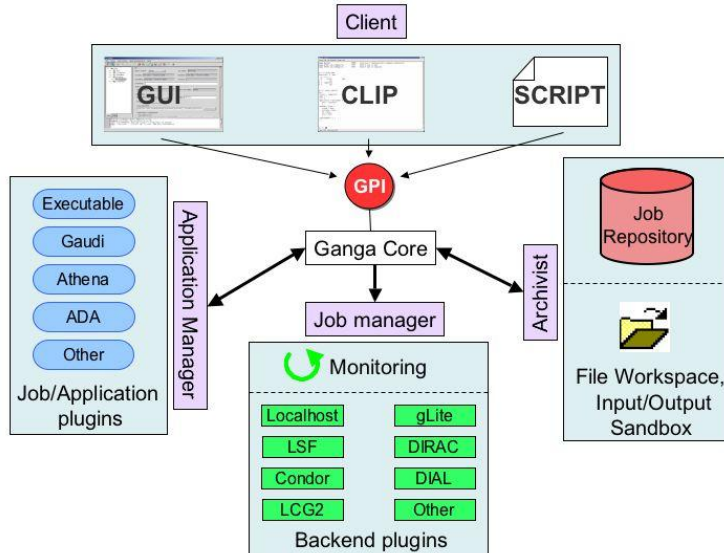 Client
GUI
CLIP
SCRIPT
GPI
Ganga Core
Application Manager
Executable
Gaudi
Athena
ADA
Other
Job/Application
plugins
Job manager
Monitoring
Localhost
gLite
LSF
DIRAC
Condor
DIAL
LCG2
Other
Backend plugins
Archivist
Job
Repository
File Workspace,
Input/Output
Sandbox